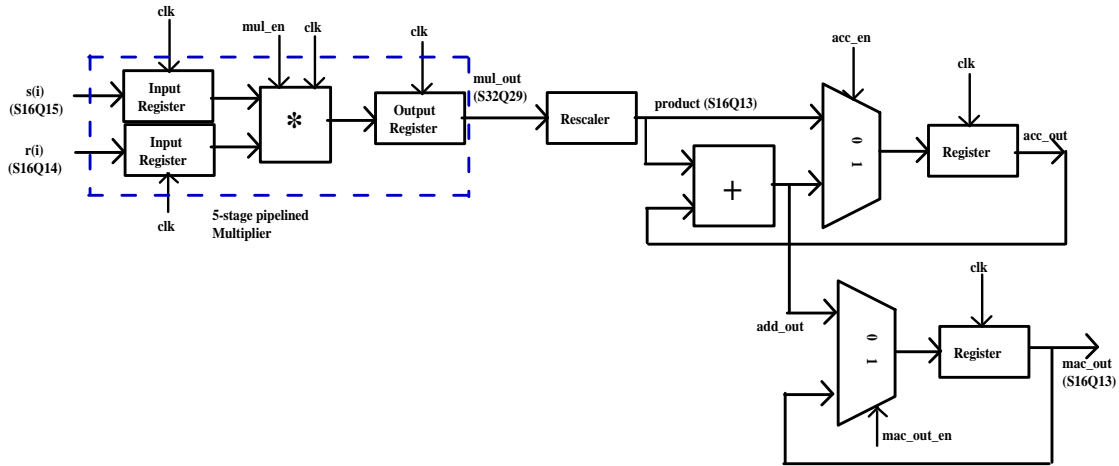 clk
mul_en
clk
clk
acc_en
clk
s(i)
(S16Q15)
Input
Register
mul_out
(S32Q29)
Output
Register
*
Rescaler
product (S16Q13)
0
1
Register
acc_out
r(i)
(S16Q14)
Input
Register
+
clk
5-stage pipelined
Multiplier
clk
add_out
0
1
Register
mac_out
(S16Q13)
mac_out_en